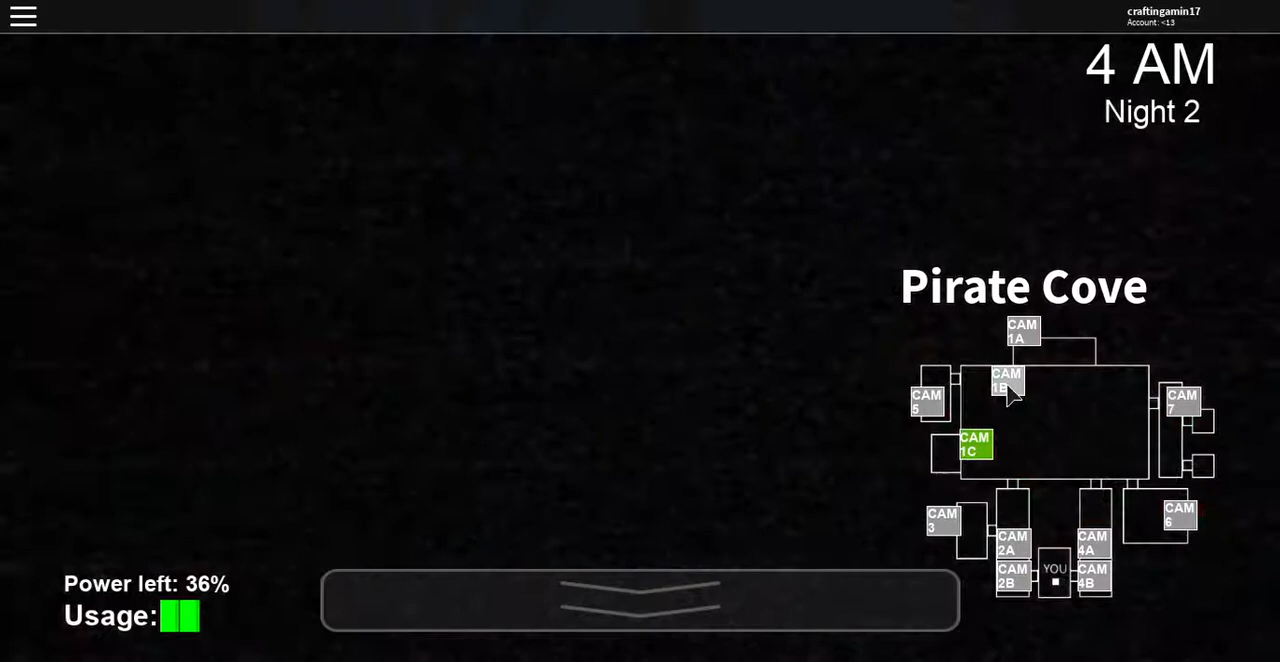 craftingamin17
Account: <13
4 AM
Night 2
Pirate Cove
CAM
1A
CAM
1B
CAM
5
CAM
7
CAM
1C
CAM
3
CAM
6
CAM
2A
CAM
4A
CAM
2B
YOU
CAM
4B
Power left: 36%
Usage: